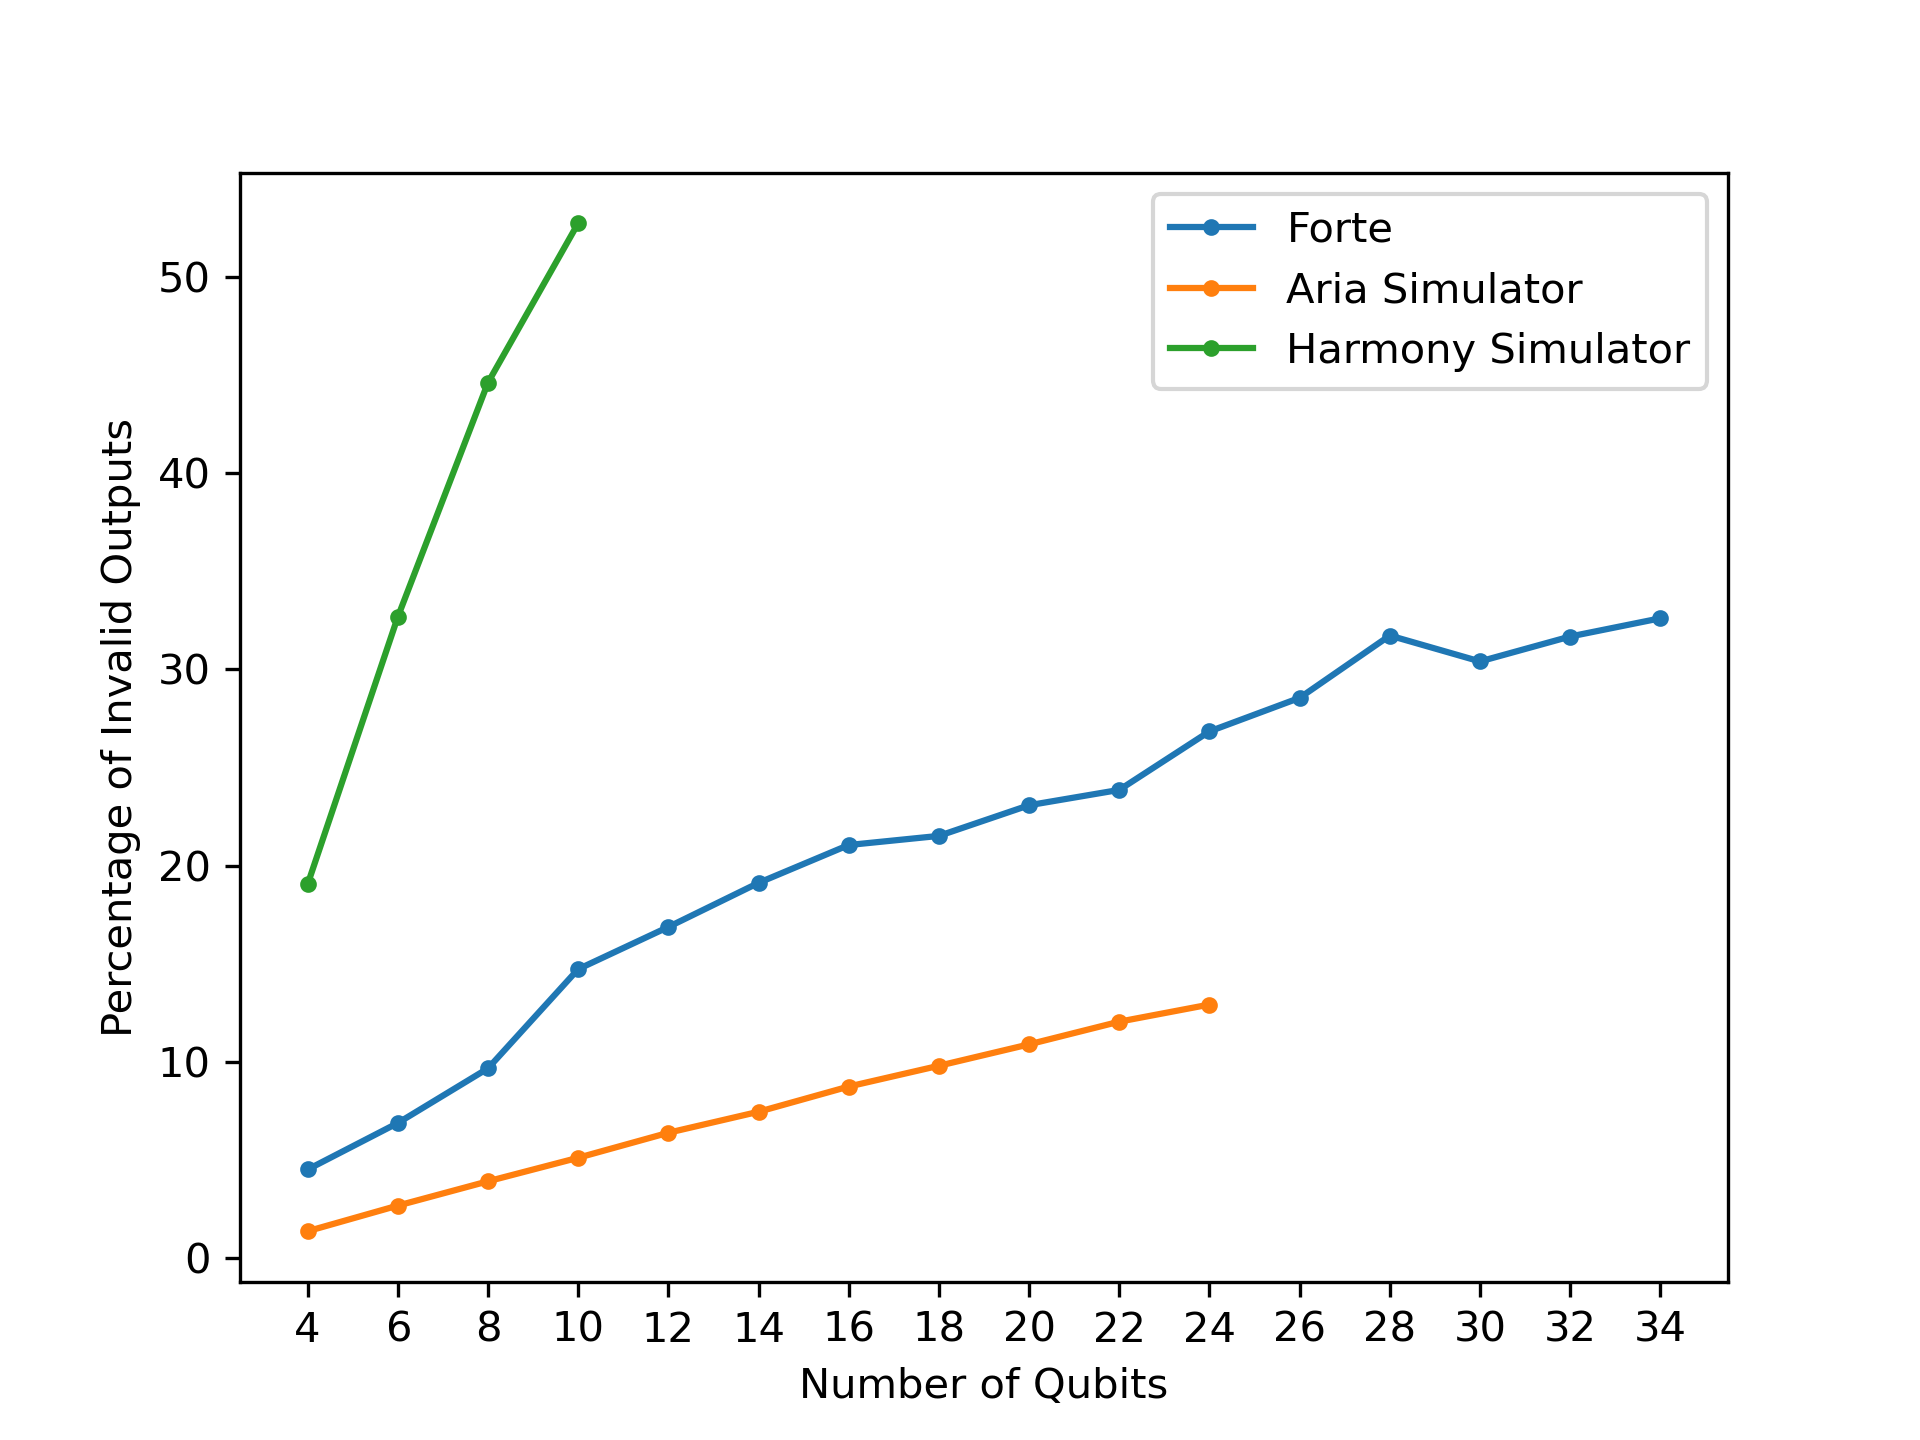 Forte
Aria Simulator
Harmony Simulator
Percentage of Invalid Outputs
50
40
30
20
10
0
4 6 8 10 12 14 16 18 20 22 24 26 28 30 32 34
Number of Qubits